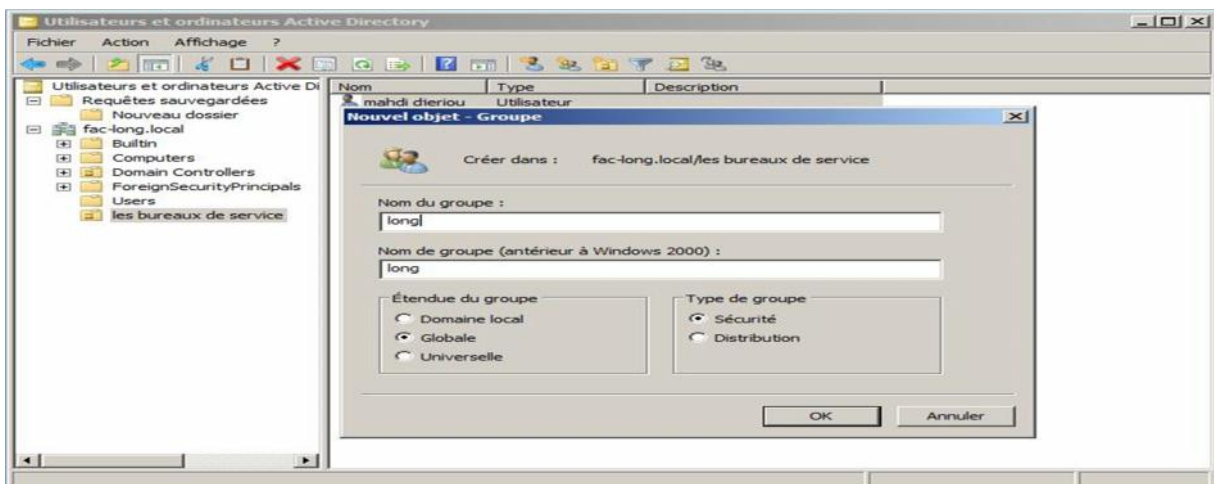 Utilisateurs et ordinateurs Active Directory
Fichier Action Affichage ?
Utilisateurs et ordinateurs Active Di
Requêtes sauvegardées
Nouveau dossier
fac-long.local
Builtin
Computers
Domain Controllers
ForeignSecurityPrincipals
Users
les bureaux de service
Nom Type Description
mahdi dieriou Utilisateur
Nouvel objet - Groupe
Créer dans : fac-long.local/les bureaux de service
Nom du groupe :
long
Nom de groupe (antérieur à Windows 2000) :
long
Étendue du groupe
Domaine local
Globale
Universelle
Type de groupe
Sécurité
Distribution
OK Annuler